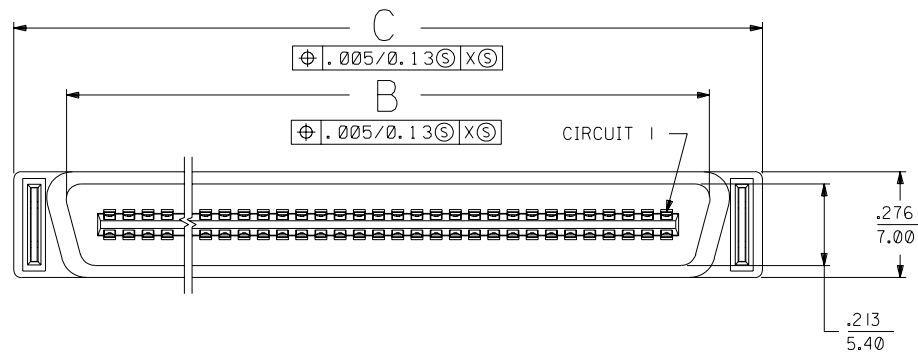 C
⌖ .005/0.13Ⓢ XⓈ
B
⌖ .005/0.13Ⓢ XⓈ
CIRCUIT 1
.276
7.00
.213
5.40